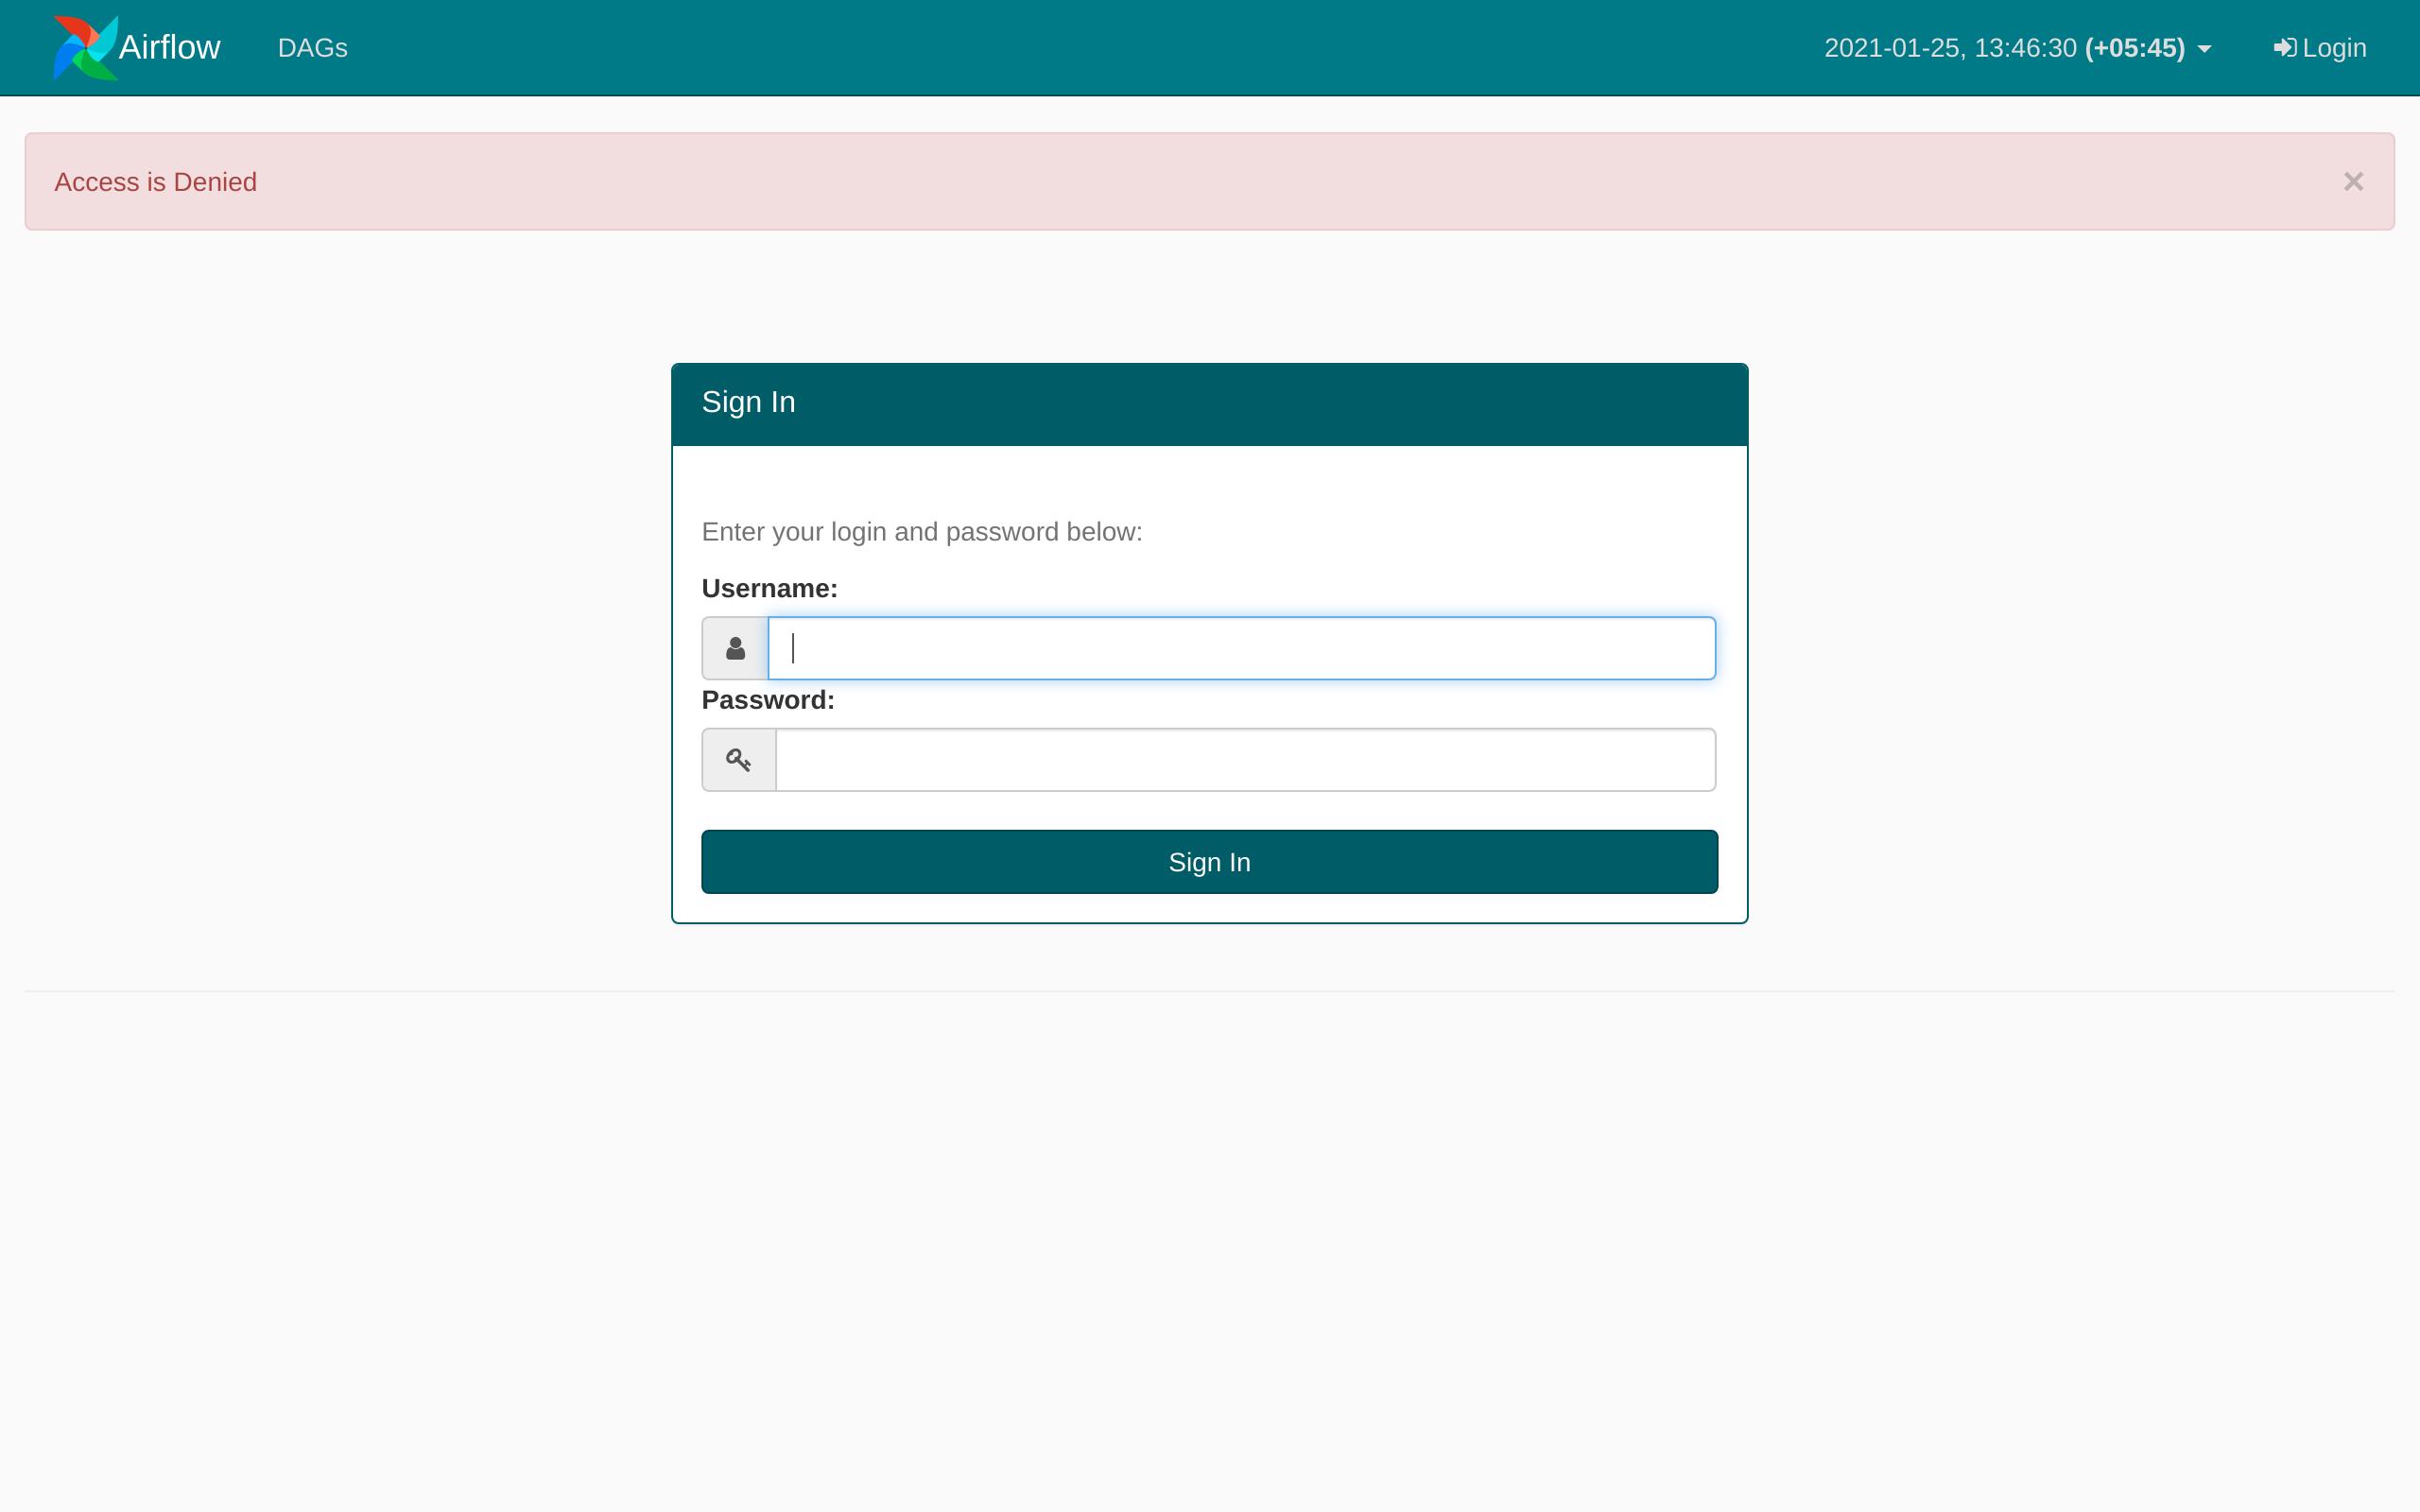 Airflow DAGs 2021-01-25, 13:46:30 (+05:45) Login
Access is Denied ×
Sign In
Enter your login and password below:
Username:
Password:
Sign In